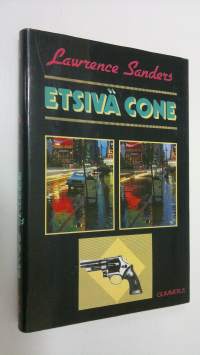 Lawrence Sanders
ETSIVÄ CONE
GUMMERUS